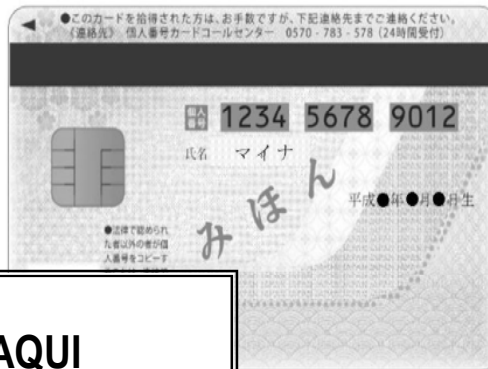 ●このカードを拾得された方は、お手数ですが、下記連絡先までご連絡ください。
《連絡先》 個人番号カードコールセンター 0570-783-578 (24時間受付)
個人番号 1234 5678 9012
氏名 マイナ
平成●年●月●日生
みほん
●法律で認められ
た者以外の者が個
人番号をコピーす
AQUI